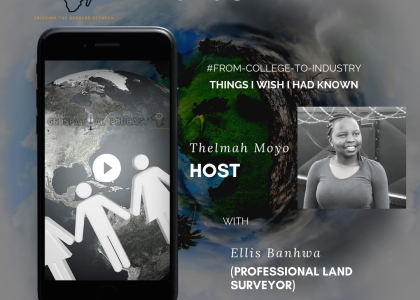 #FROM-COLLEGE-TO-INDUSTRY
THINGS I WISH I HAD KNOWN
Thelmah Moyo
HOST
WITH
Ellis Banhwa
(PROFESSIONAL LAND
SURVEYOR)